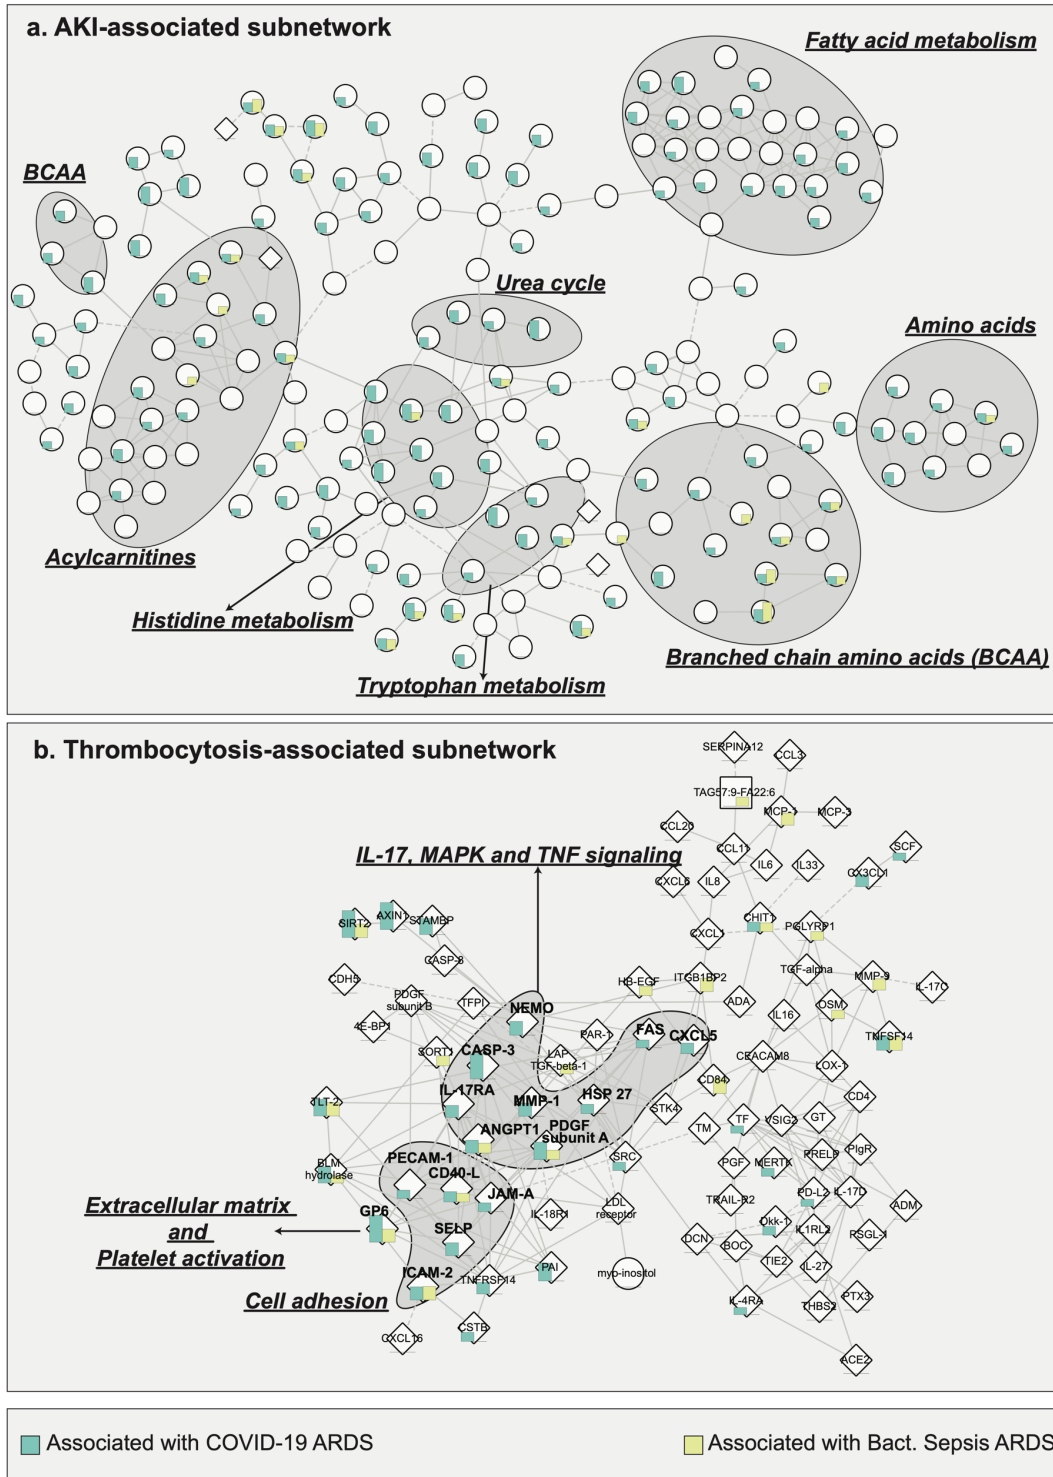 a. AKI-associated subnetwork
Fatty acid metabolism
BCAA
Urea cycle
Amino acids
Acylcarnitines
Histidine metabolism
Branched chain amino acids (BCAA)
Tryptophan metabolism
b. Thrombocytosis-associated subnetwork
SERPINA12
CCL3
TAG57:9-FA22:6
MCP-1
MCP-3
CCL20
CCL11
SCF
IL-17, MAPK and TNF signaling
IL6
IL33
CX3CL1
CXCL6
IL8
SIRT2
AXIN1
STAMBP
CHIT1
PGLYRP1
CXCL1
CASP-8
CDH5
TGF-alpha
MMP-9
HB-EGF
ITGB1BP2
IL-17C
PDGF
subunit B
TFPI
NEMO
ADA
OSM
4E-BP1
IL16
PAR-1
FAS
CXCL5
TNFSF14
SORT1
CASP-3
LAP
TGF-beta-1
CEACAM8
LOX-1
CD84
IL-17RA
HSP 27
CD4
TLT-2
MMP-1
STK4
TF
VSIG2
GT
ANGPT1
PDGF
subunit A
TM
PIgR
SRC
PGF
MERTK
PRELP
BLM
hydrolase
PECAM-1
CD40-L
JAM-A
TRAIL-R2
PD-L2
IL-17D
ADM
Extracellular matrix
and
Platelet activation
GP6
IL-18R1
LDL
receptor
SELP
DCN
Dkk-1
IL1RL2
PSGL-1
BOC
TIE2
IL-27
ICAM-2
TNFRSF14
PAI
myo-inositol
Cell adhesion
IL-4RA
THBS2
PTX3
CXCL16
CSTB
ACE2
Associated with COVID-19 ARDS
Associated with Bact. Sepsis ARDS